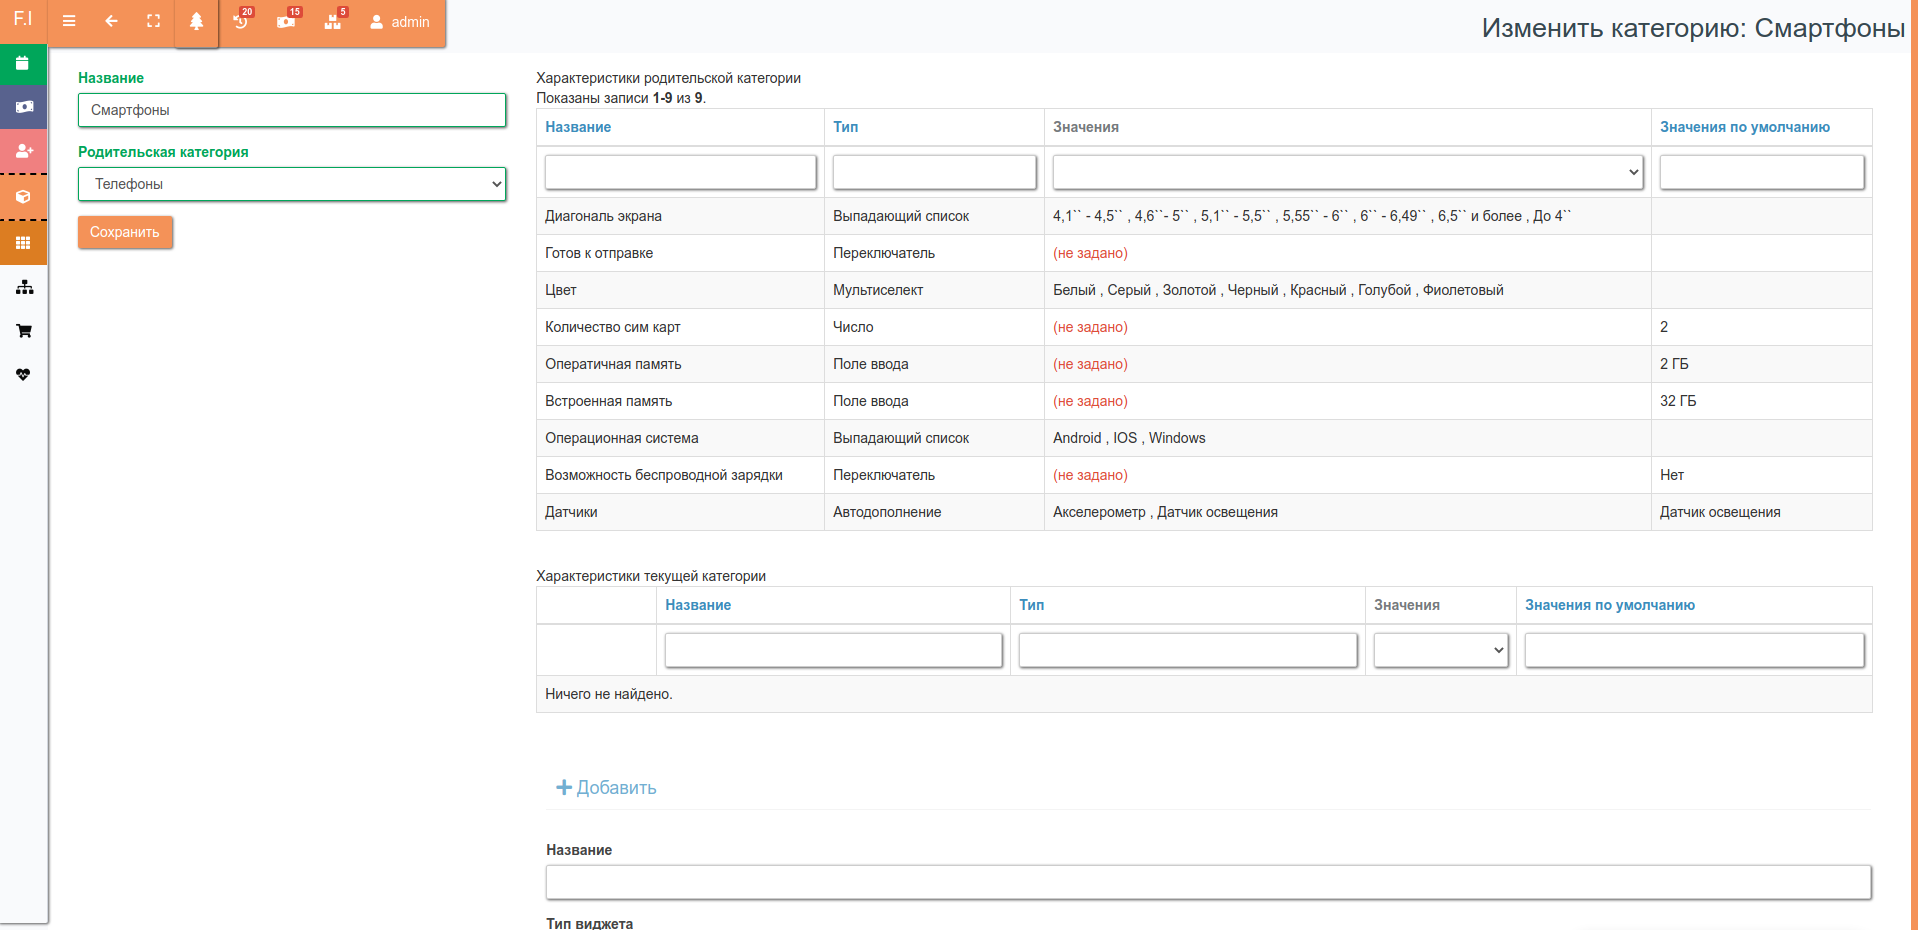 F.I
20
15
5
admin
Изменить категорию: Смартфоны
Название
Смартфоны
Родительская категория
Телефоны
Сохранить
Характеристики родительской категории
Показаны записи 1-9 из 9.
Название Тип Значения Значения по умолчанию
Диагональ экрана Выпадающий список 4,1`` - 4,5`` , 4,6``- 5`` , 5,1`` - 5,5`` , 5,55`` - 6`` , 6`` - 6,49`` , 6,5`` и более , До 4``
Готов к отправке Переключатель (не задано)
Цвет Мультиселект Белый , Серый , Золотой , Черный , Красный , Голубой , Фиолетовый
Количество сим карт Число (не задано) 2
Оператичная память Поле ввода (не задано) 2 ГБ
Встроенная память Поле ввода (не задано) 32 ГБ
Операционная система Выпадающий список Android , IOS , Windows
Возможность беспроводной зарядки Переключатель (не задано) Нет
Датчики Автодополнение Акселерометр , Датчик освещения Датчик освещения
Характеристики текущей категории
Название Тип Значения Значения по умолчанию
Ничего не найдено.
Добавить
Название
Тип виджета